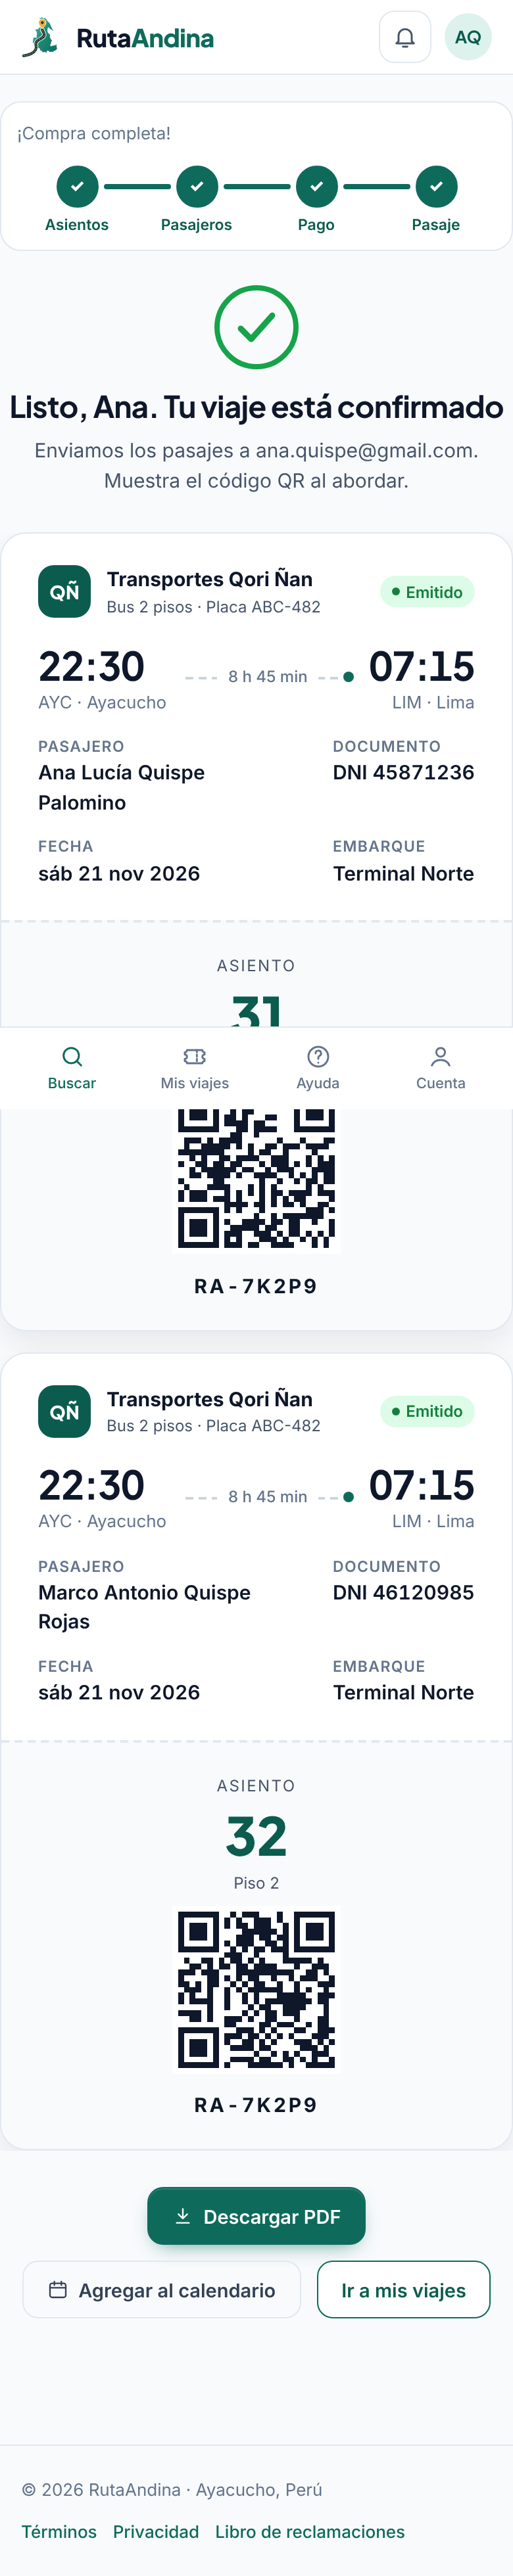 RutaAndina
AQ
¡Compra completa!
Asientos Pasajeros Pago Pasaje
Listo, Ana. Tu viaje está confirmado
Enviamos los pasajes a ana.quispe@gmail.com.
Muestra el código QR al abordar.
QÑ
Transportes Qori Ñan
Bus 2 pisos · Placa ABC-482
Emitido
22:30 8 h 45 min 07:15
AYC · Ayacucho LIM · Lima
PASAJERO DOCUMENTO
Ana Lucía Quispe DNI 45871236
Palomino
FECHA EMBARQUE
sáb 21 nov 2026 Terminal Norte
ASIENTO
31
Buscar Mis viajes Ayuda Cuenta
RA-7K2P9
QÑ
Transportes Qori Ñan
Bus 2 pisos · Placa ABC-482
Emitido
22:30 8 h 45 min 07:15
AYC · Ayacucho LIM · Lima
PASAJERO DOCUMENTO
Marco Antonio Quispe DNI 46120985
Rojas
FECHA EMBARQUE
sáb 21 nov 2026 Terminal Norte
ASIENTO
32
Piso 2
RA-7K2P9
Descargar PDF
Agregar al calendario Ir a mis viajes
© 2026 RutaAndina · Ayacucho, Perú
Términos Privacidad Libro de reclamaciones